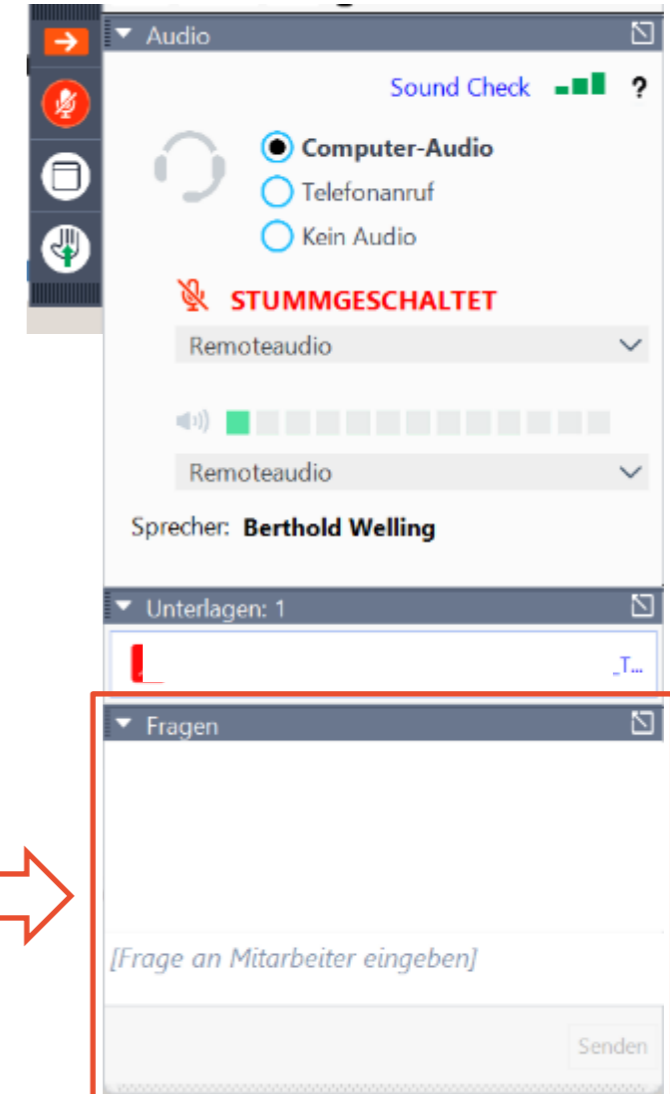 Audio
Sound Check ?
Computer-Audio
Telefonanruf
Kein Audio
STUMMGESCHALTET
Remoteaudio
Remoteaudio
Sprecher: Berthold Welling
Unterlagen: 1
_T...
Fragen
[Frage an Mitarbeiter eingeben]
Senden